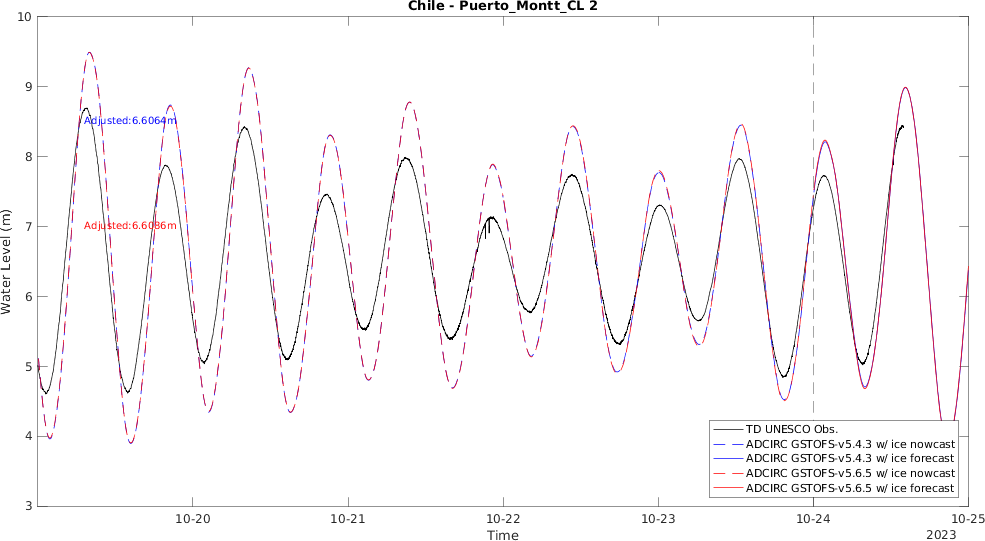 Chile - Puerto_Montt_CL 2
10
9
8
7
6
5
4
3
Water Level (m)
Adjusted:6.6064m
Adjusted:6.6086m
TD UNESCO Obs.
ADCIRC GSTOFS-v5.4.3 w/ ice nowcast
ADCIRC GSTOFS-v5.4.3 w/ ice forecast
ADCIRC GSTOFS-v5.6.5 w/ ice nowcast
ADCIRC GSTOFS-v5.6.5 w/ ice forecast
10-20 10-21 10-22 10-23 10-24 10-25
Time
2023